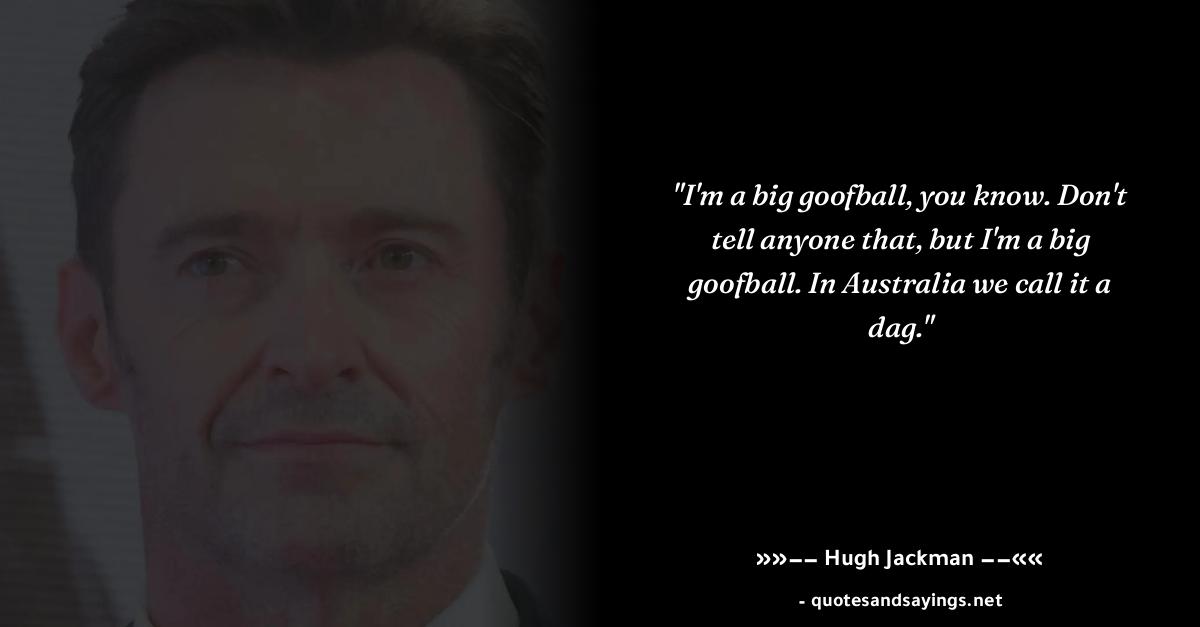 "I'm a big goofball, you know. Don't
tell anyone that, but I'm a big
goofball. In Australia we call it a
dag."
»»−− Hugh Jackman −−««
- quotesandsayings.net